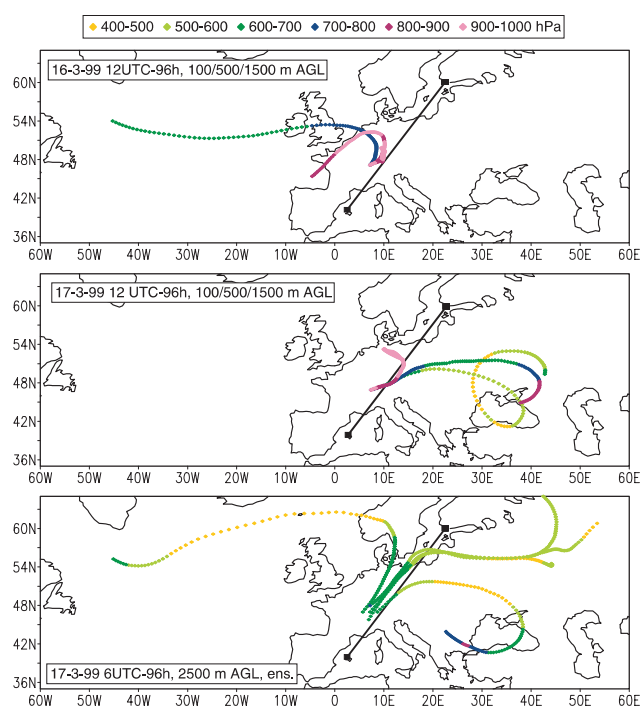 400-500 500-600 600-700 700-800 800-900 900-1000 hPa
16-3-99 12UTC-96h, 100/500/1500 m AGL
60N
54N
48N
42N
36N
60W 50W 40W 30W 20W 10W 0 10E 20E 30E 40E 50E 60E
17-3-99 12 UTC-96h, 100/500/1500 m AGL
60N
54N
48N
42N
36N
60W 50W 40W 30W 20W 10W 0 10E 20E 30E 40E 50E 60E
60N
54N
48N
42N
36N
17-3-99 6UTC-96h, 2500 m AGL, ens.
60W 50W 40W 30W 20W 10W 0 10E 20E 30E 40E 50E 60E